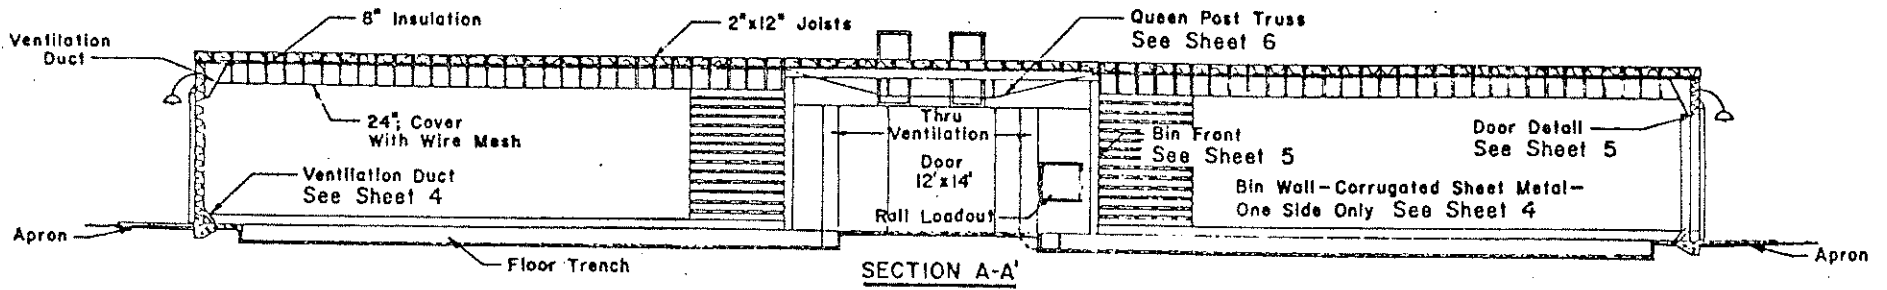 8" Insulation
2"x12" Joists
Queen Post Truss
See Sheet 6
Ventilation
Duct
24"; Cover
With Wire Mesh
Thru
Ventilation
Door
12'x14'
Bin Front
See Sheet 5
Door Detail
See Sheet 5
Ventilation Duct
See Sheet 4
Bin Wall-Corrugated Sheet Metal-
One Side Only See Sheet 4
Rail Loadout
Apron
Floor Trench
Apron
SECTION A-A'